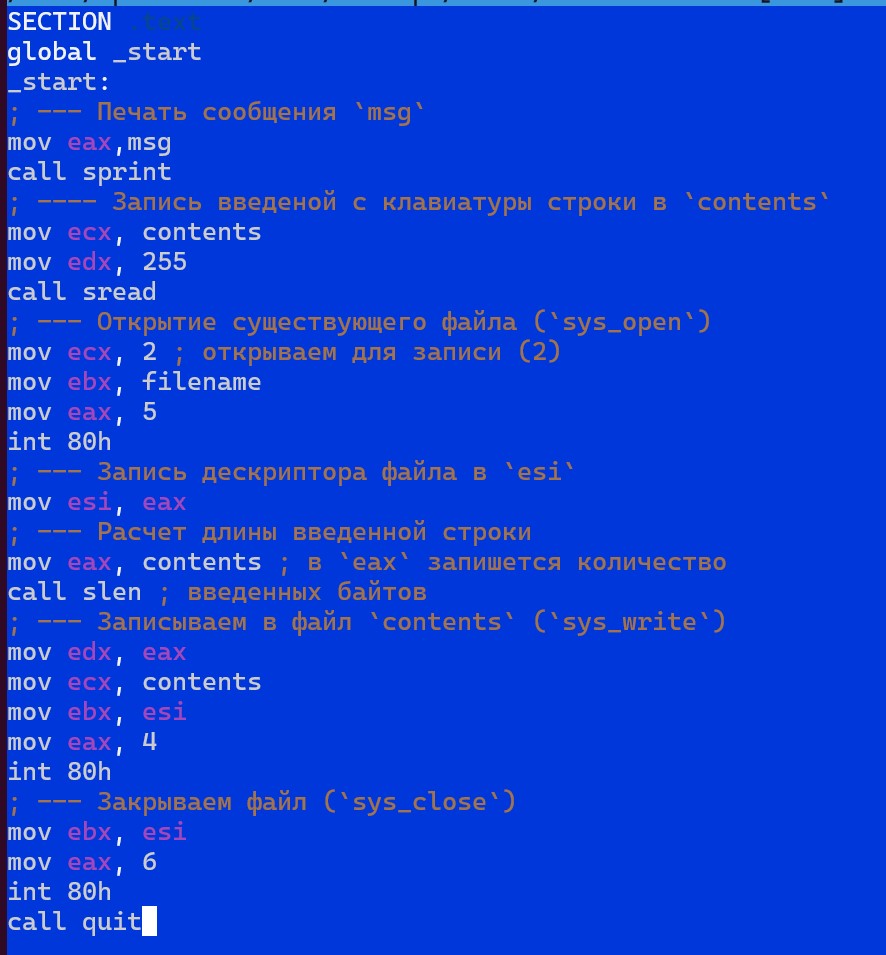 SECTION .text
global _start
_start:
; --- Печать сообщения `msg`
mov eax,msg
call sprint
; ---- Запись введеной с клавиатуры строки в `contents`
mov ecx, contents
mov edx, 255
call sread
; --- Открытие существующего файла (`sys_open`)
mov ecx, 2 ; открываем для записи (2)
mov ebx, filename
mov eax, 5
int 80h
; --- Запись дескриптора файла в `esi`
mov esi, eax
; --- Расчет длины введенной строки
mov eax, contents ; в `eax` запишется количество
call slen ; введенных байтов
; --- Записываем в файл `contents` (`sys_write`)
mov edx, eax
mov ecx, contents
mov ebx, esi
mov eax, 4
int 80h
; --- Закрываем файл (`sys_close`)
mov ebx, esi
mov eax, 6
int 80h
call quit